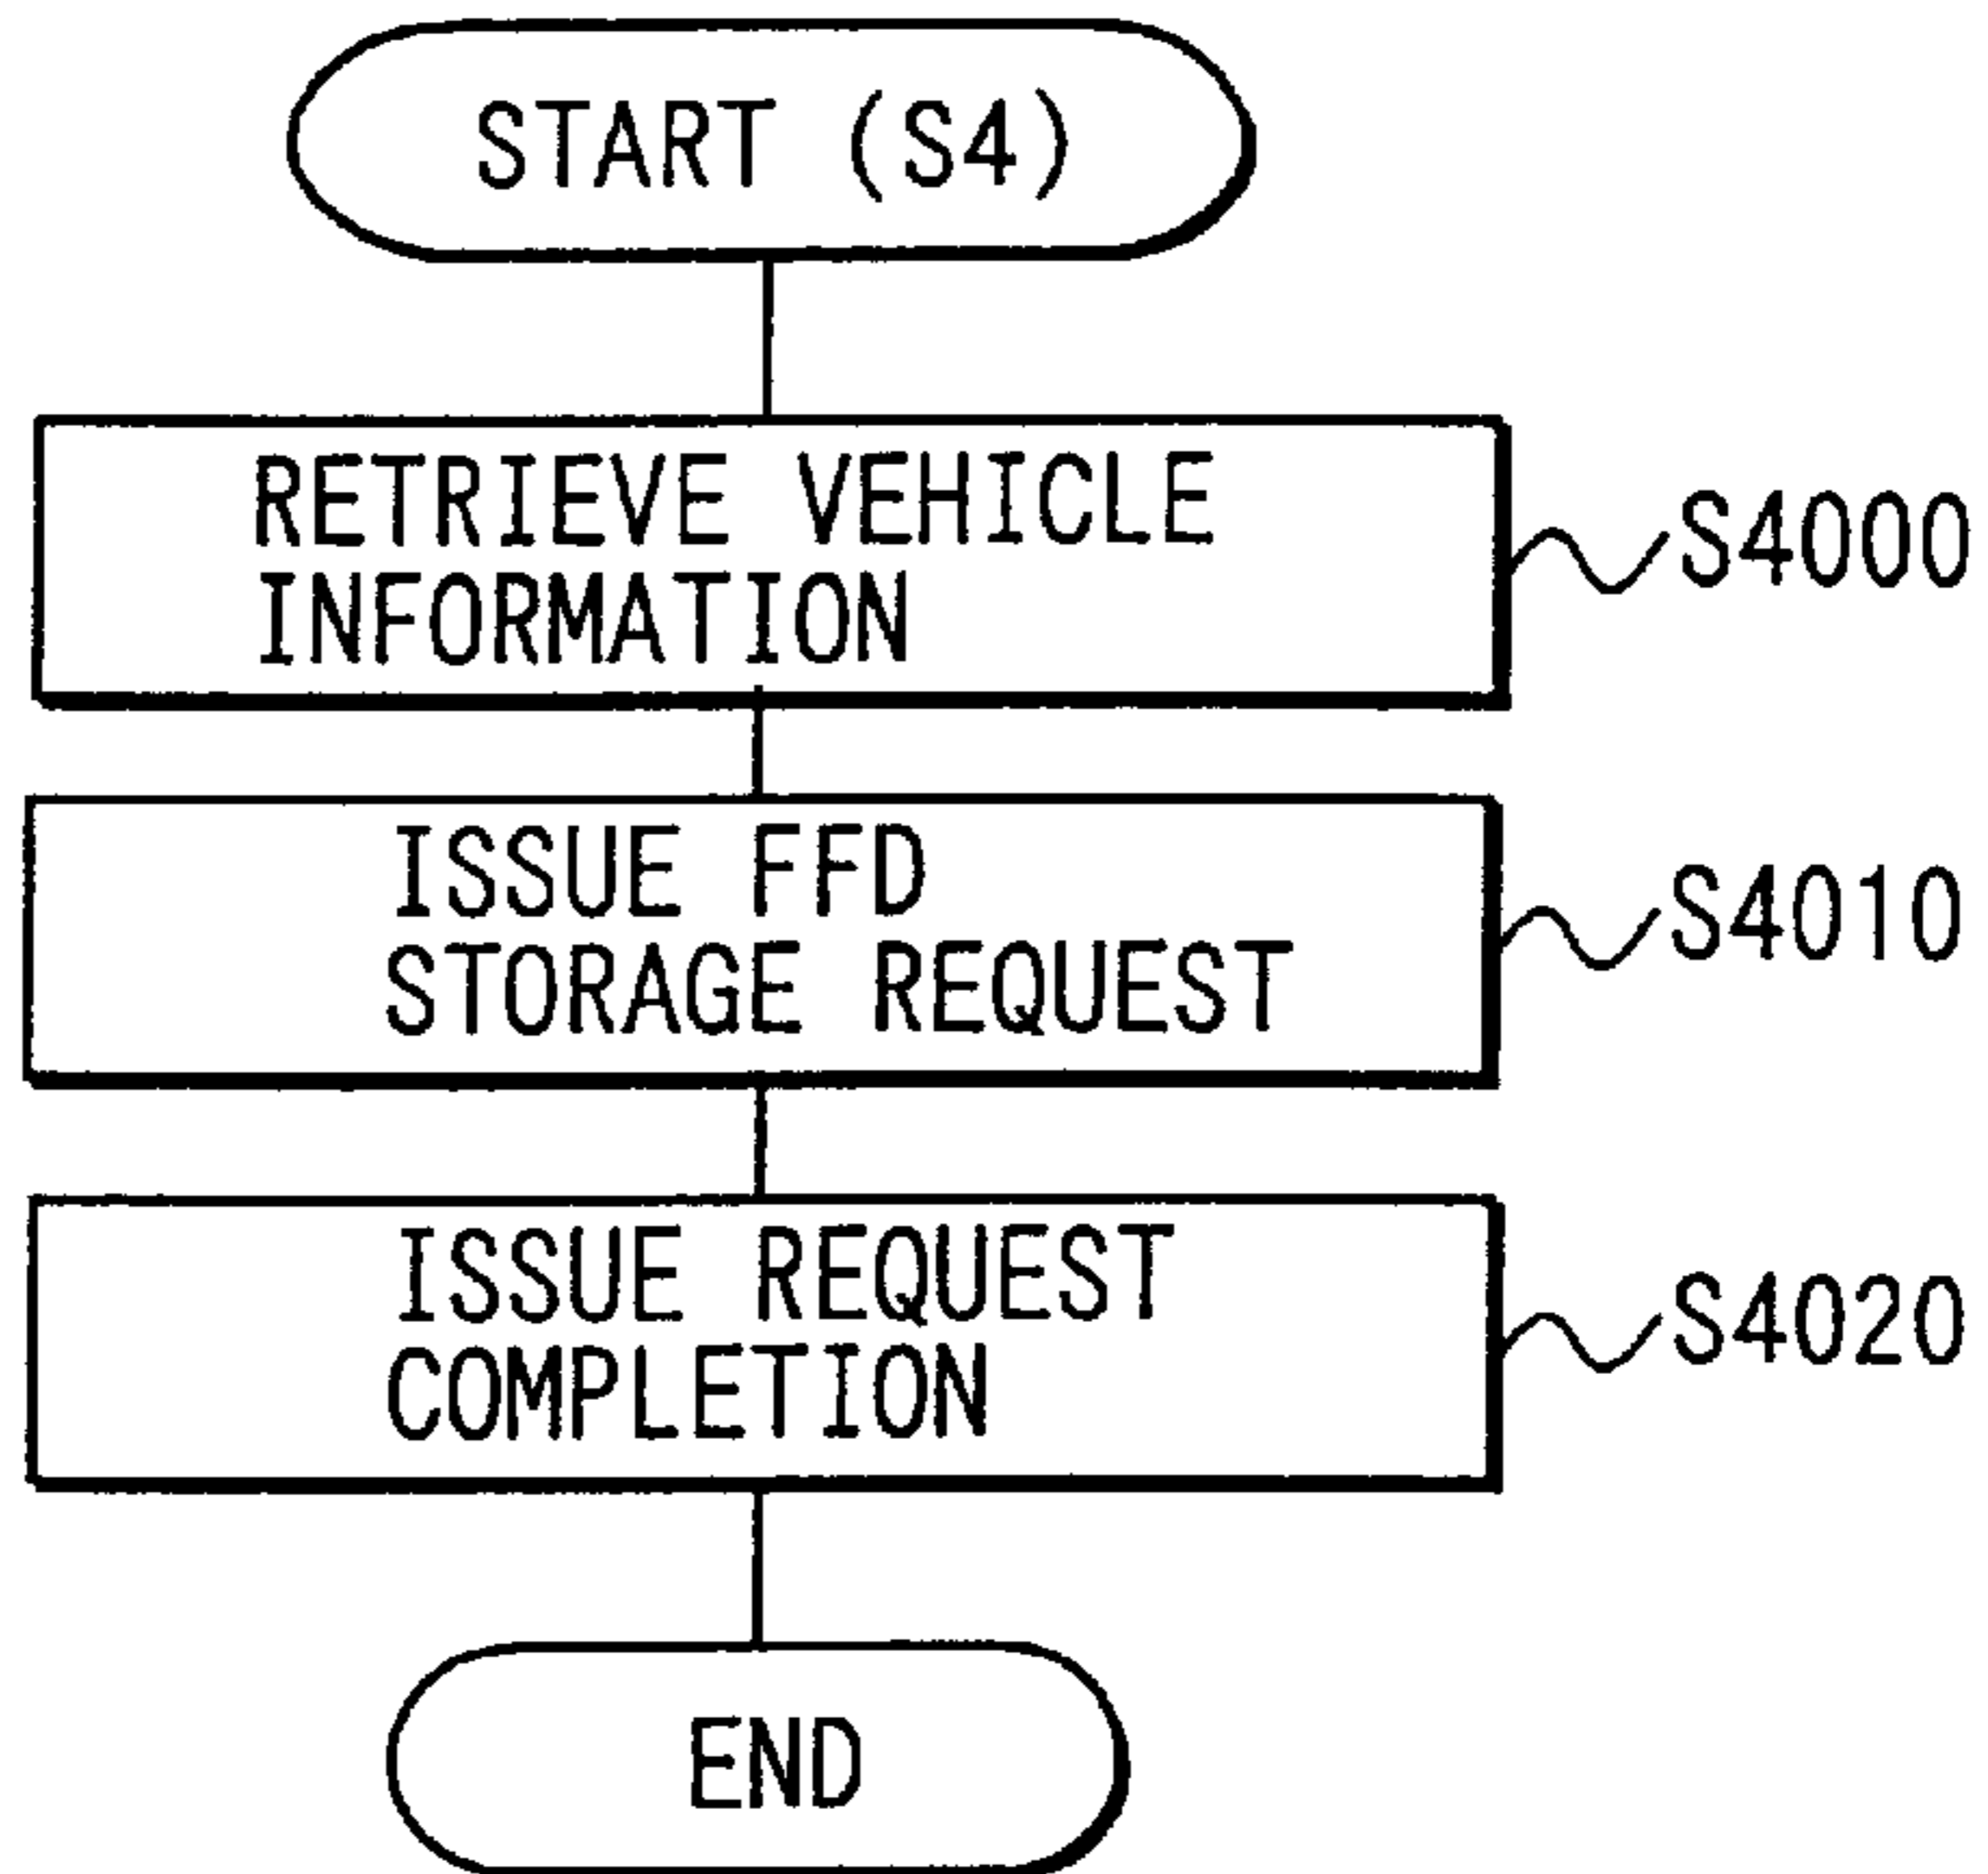 START (S4)
RETRIEVE VEHICLE
INFORMATION
S4000
ISSUE FFD
STORAGE REQUEST
S4010
ISSUE REQUEST
COMPLETION
S4020
END